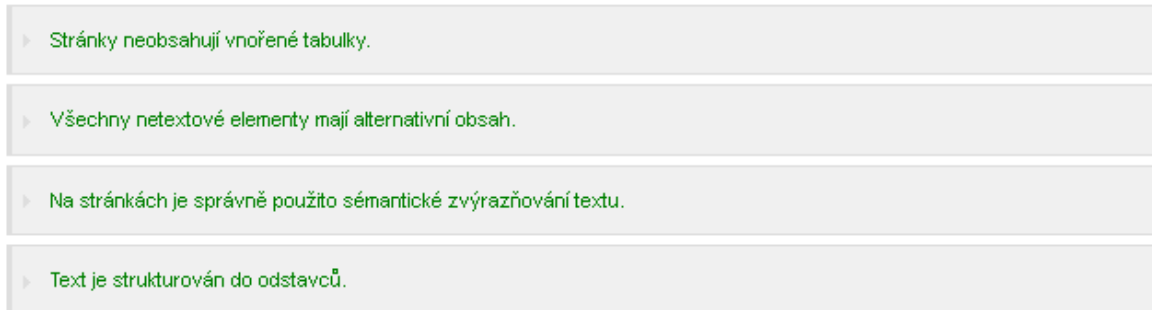 Stránky neobsahují vnořené tabulky.
Všechny netextové elementy mají alternativní obsah.
Na stránkách je správně použito sémantické zvýrazňování textu.
Text je strukturován do odstavců.